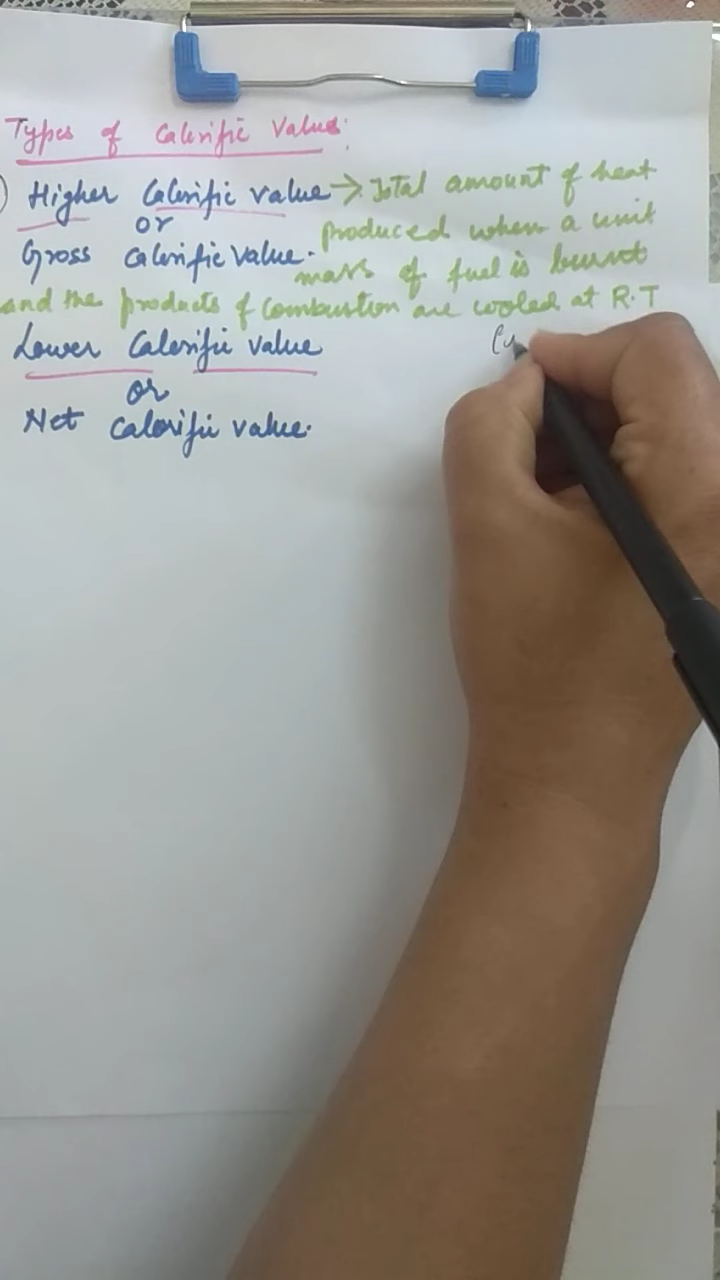 Types of Calorific Value:
) Higher Calorific value → Total amount of heat
or
produced when a unit
Gross Calorific Value.
mass of fuel is burnt
and the products of Combustion are cooled at R.T
Lower Calorific value
or
Net Calorific value.